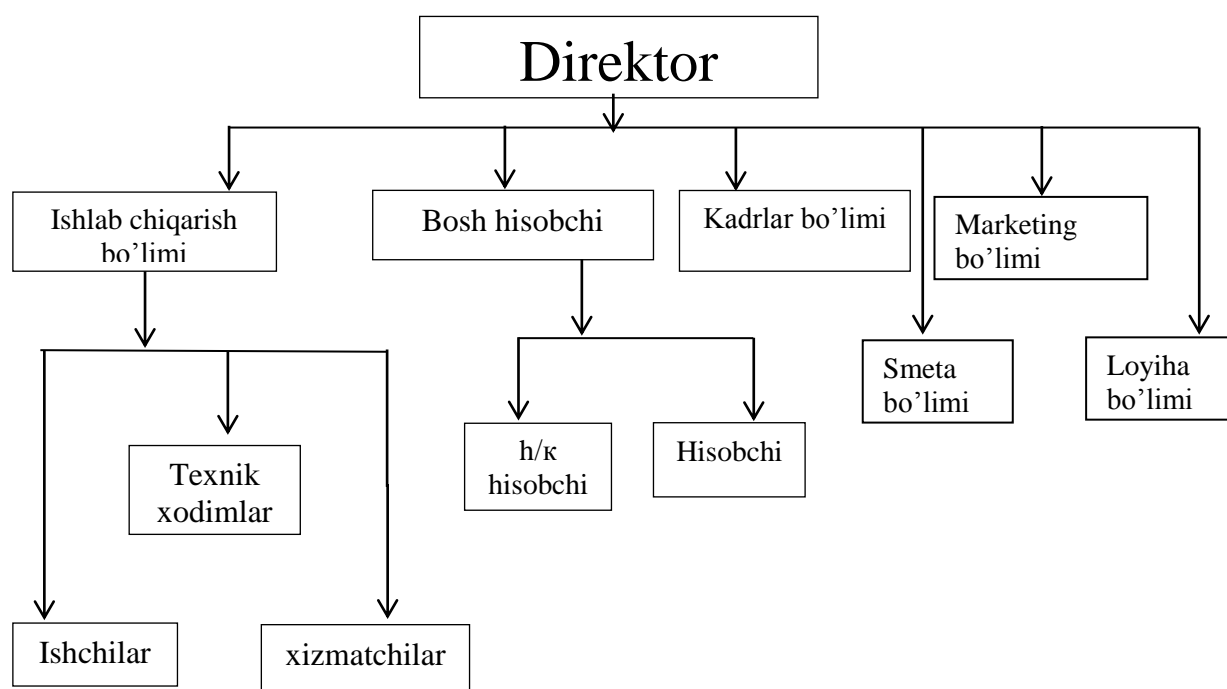 Direktor
Ishlab chiqarish
bo’limi
Bosh hisobchi
Kadrlar bo’limi
Marketing
bo’limi
Smeta
bo’limi
Loyiha
bo’limi
h/к
hisobchi
Hisobchi
Texnik
xodimlar
Ishchilar
xizmatchilar